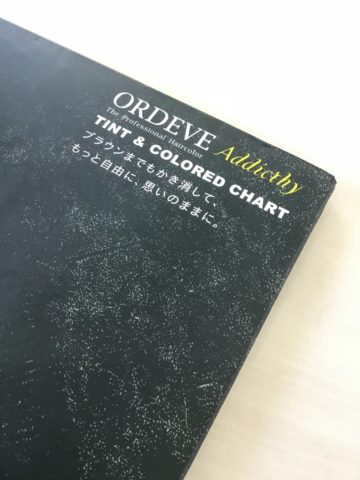 ORDEVE Addicthy
The Professional Haircolor
TINT & COLORED CHART
ブラウンまでもかき消して、
もっと自由に、思いのままに。